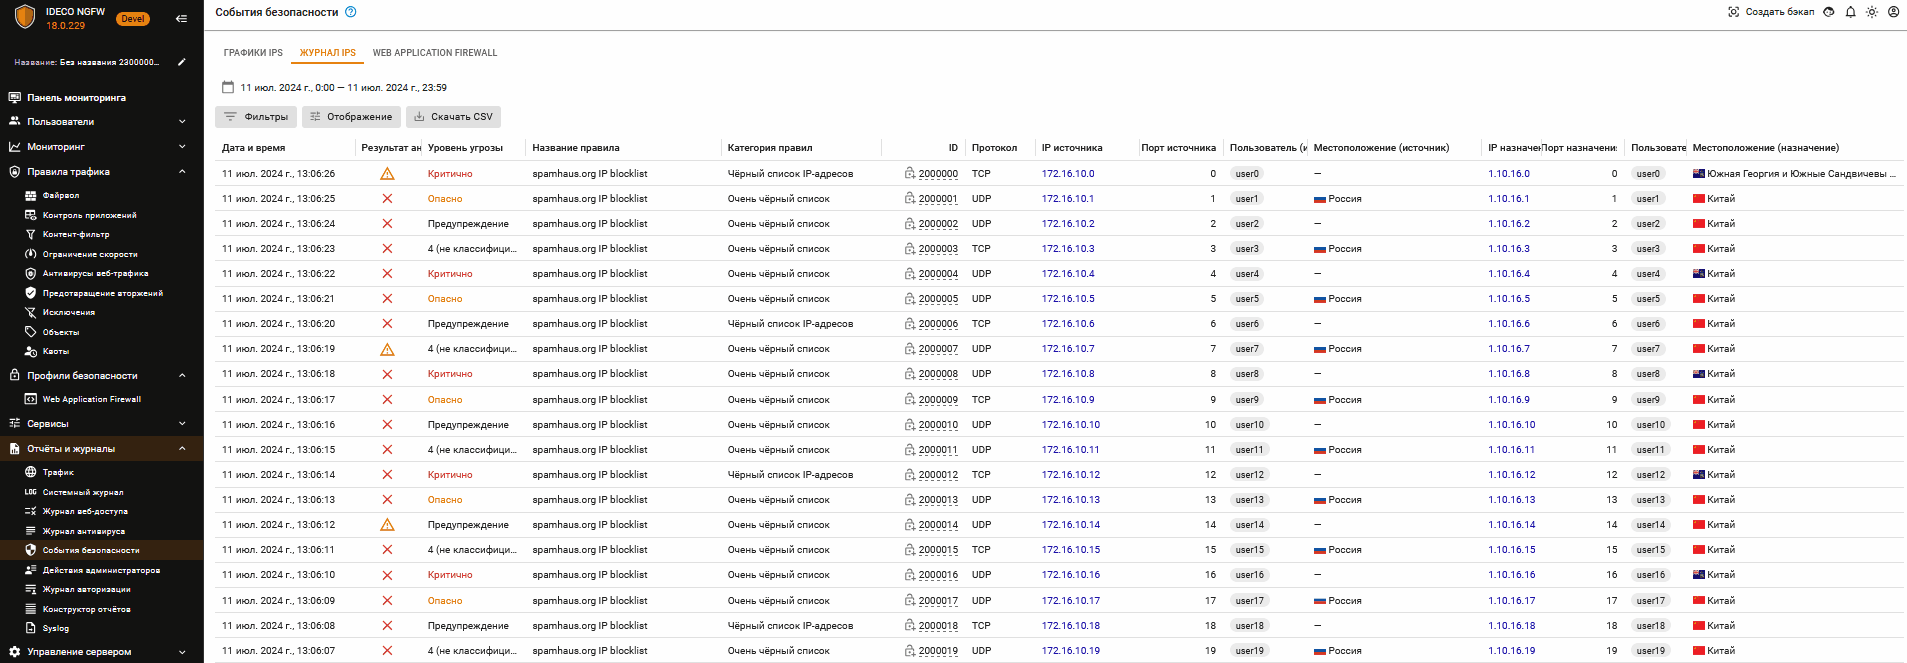 IDECO NGFW
18.0.229
Devel
Название: Без названия 2300000...
Панель мониторинга
Пользователи
Мониторинг
Правила трафика
Файрвол
Контроль приложений
Контент-фильтр
Ограничение скорости
Антивирусы веб-трафика
Предотвращение вторжений
Исключения
Объекты
Квоты
Профили безопасности
Web Application Firewall
Сервисы
Отчёты и журналы
Трафик
LOG Системный журнал
Журнал веб-доступа
Журнал антивируса
События безопасности
Действия администраторов
Журнал авторизации
Конструктор отчётов
Syslog
Управление сервером
События безопасности ?
Создать бэкап
ГРАФИКИ IPS ЖУРНАЛ IPS WEB APPLICATION FIREWALL
11 июл. 2024 г., 0:00 — 11 июл. 2024 г., 23:59
Фильтры Отображение Скачать CSV
Дата и время Результат ан Уровень угрозы Название правила Категория правил ID Протокол IP источника Порт источника Пользователь (и Местоположение (источник) IP назначен Порт назначени Пользовате Местоположение (назначение)
11 июл. 2024 г., 13:06:26 Критично spamhaus.org IP blocklist Чёрный список IP-адресов 2000000 TCP 172.16.10.0 0 user0 — 1.10.16.0 0 user0 Южная Георгия и Южные Сандвичевы ...
11 июл. 2024 г., 13:06:25 Опасно spamhaus.org IP blocklist Очень чёрный список 2000001 UDP 172.16.10.1 1 user1 Россия 1.10.16.1 1 user1 Китай
11 июл. 2024 г., 13:06:24 Предупреждение spamhaus.org IP blocklist Очень чёрный список 2000002 UDP 172.16.10.2 2 user2 — 1.10.16.2 2 user2 Китай
11 июл. 2024 г., 13:06:23 4 (не классифици... spamhaus.org IP blocklist Очень чёрный список 2000003 TCP 172.16.10.3 3 user3 Россия 1.10.16.3 3 user3 Китай
11 июл. 2024 г., 13:06:22 Критично spamhaus.org IP blocklist Очень чёрный список 2000004 UDP 172.16.10.4 4 user4 — 1.10.16.4 4 user4 Китай
11 июл. 2024 г., 13:06:21 Опасно spamhaus.org IP blocklist Очень чёрный список 2000005 UDP 172.16.10.5 5 user5 Россия 1.10.16.5 5 user5 Китай
11 июл. 2024 г., 13:06:20 Предупреждение spamhaus.org IP blocklist Чёрный список IP-адресов 2000006 TCP 172.16.10.6 6 user6 — 1.10.16.6 6 user6 Китай
11 июл. 2024 г., 13:06:19 4 (не классифици... spamhaus.org IP blocklist Очень чёрный список 2000007 UDP 172.16.10.7 7 user7 Россия 1.10.16.7 7 user7 Китай
11 июл. 2024 г., 13:06:18 Критично spamhaus.org IP blocklist Очень чёрный список 2000008 UDP 172.16.10.8 8 user8 — 1.10.16.8 8 user8 Китай
11 июл. 2024 г., 13:06:17 Опасно spamhaus.org IP blocklist Очень чёрный список 2000009 TCP 172.16.10.9 9 user9 Россия 1.10.16.9 9 user9 Китай
11 июл. 2024 г., 13:06:16 Предупреждение spamhaus.org IP blocklist Очень чёрный список 2000010 UDP 172.16.10.10 10 user10 — 1.10.16.10 10 user10 Китай
11 июл. 2024 г., 13:06:15 4 (не классифици... spamhaus.org IP blocklist Очень чёрный список 2000011 UDP 172.16.10.11 11 user11 Россия 1.10.16.11 11 user11 Китай
11 июл. 2024 г., 13:06:14 Критично spamhaus.org IP blocklist Чёрный список IP-адресов 2000012 TCP 172.16.10.12 12 user12 — 1.10.16.12 12 user12 Китай
11 июл. 2024 г., 13:06:13 Опасно spamhaus.org IP blocklist Очень чёрный список 2000013 UDP 172.16.10.13 13 user13 Россия 1.10.16.13 13 user13 Китай
11 июл. 2024 г., 13:06:12 Предупреждение spamhaus.org IP blocklist Очень чёрный список 2000014 UDP 172.16.10.14 14 user14 — 1.10.16.14 14 user14 Китай
11 июл. 2024 г., 13:06:11 4 (не классифици... spamhaus.org IP blocklist Очень чёрный список 2000015 TCP 172.16.10.15 15 user15 Россия 1.10.16.15 15 user15 Китай
11 июл. 2024 г., 13:06:10 Критично spamhaus.org IP blocklist Очень чёрный список 2000016 UDP 172.16.10.16 16 user16 — 1.10.16.16 16 user16 Китай
11 июл. 2024 г., 13:06:09 Опасно spamhaus.org IP blocklist Очень чёрный список 2000017 UDP 172.16.10.17 17 user17 Россия 1.10.16.17 17 user17 Китай
11 июл. 2024 г., 13:06:08 Предупреждение spamhaus.org IP blocklist Чёрный список IP-адресов 2000018 TCP 172.16.10.18 18 user18 — 1.10.16.18 18 user18 Китай
11 июл. 2024 г., 13:06:07 4 (не классифици... spamhaus.org IP blocklist Очень чёрный список 2000019 UDP 172.16.10.19 19 user19 Россия 1.10.16.19 19 user19 Китай